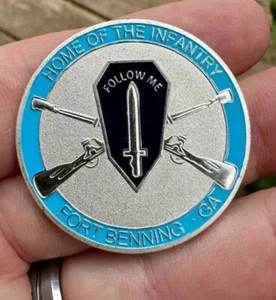 HOME OF THE INFANTRY
FOLLOW ME
FORT BENNING - GA